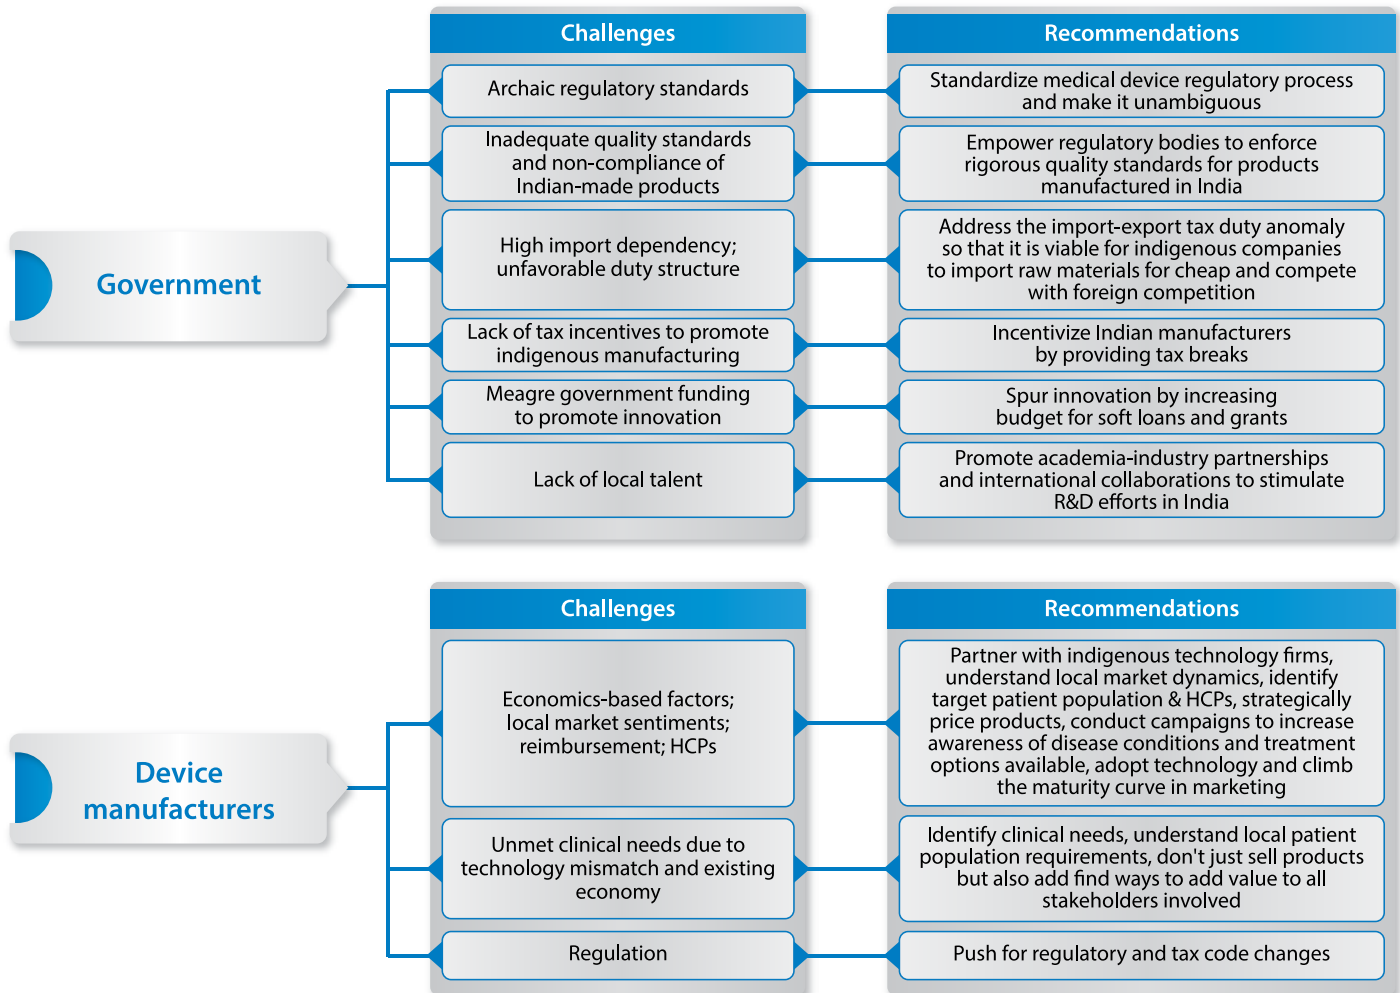 Challenges
Recommendations
Government
Archaic regulatory standards
Standardize medical device regulatory process
and make it unambiguous
Inadequate quality standards
and non-compliance of
Indian-made products
Empower regulatory bodies to enforce
rigorous quality standards for products
manufactured in India
High import dependency;
unfavorable duty structure
Address the import-export tax duty anomaly
so that it is viable for indigenous companies
to import raw materials for cheap and compete
with foreign competition
Lack of tax incentives to promote
indigenous manufacturing
Incentivize Indian manufacturers
by providing tax breaks
Meagre government funding
to promote innovation
Spur innovation by increasing
budget for soft loans and grants
Lack of local talent
Promote academia-industry partnerships
and international collaborations to stimulate
R&D efforts in India
Challenges
Recommendations
Device
manufacturers
Economics-based factors;
local market sentiments;
reimbursement; HCPs
Partner with indigenous technology firms,
understand local market dynamics, identify
target patient population & HCPs, strategically
price products, conduct campaigns to increase
awareness of disease conditions and treatment
options available, adopt technology and climb
the maturity curve in marketing
Unmet clinical needs due to
technology mismatch and existing
economy
Identify clinical needs, understand local patient
population requirements, don't just sell products
but also add find ways to add value to all
stakeholders involved
Regulation
Push for regulatory and tax code changes